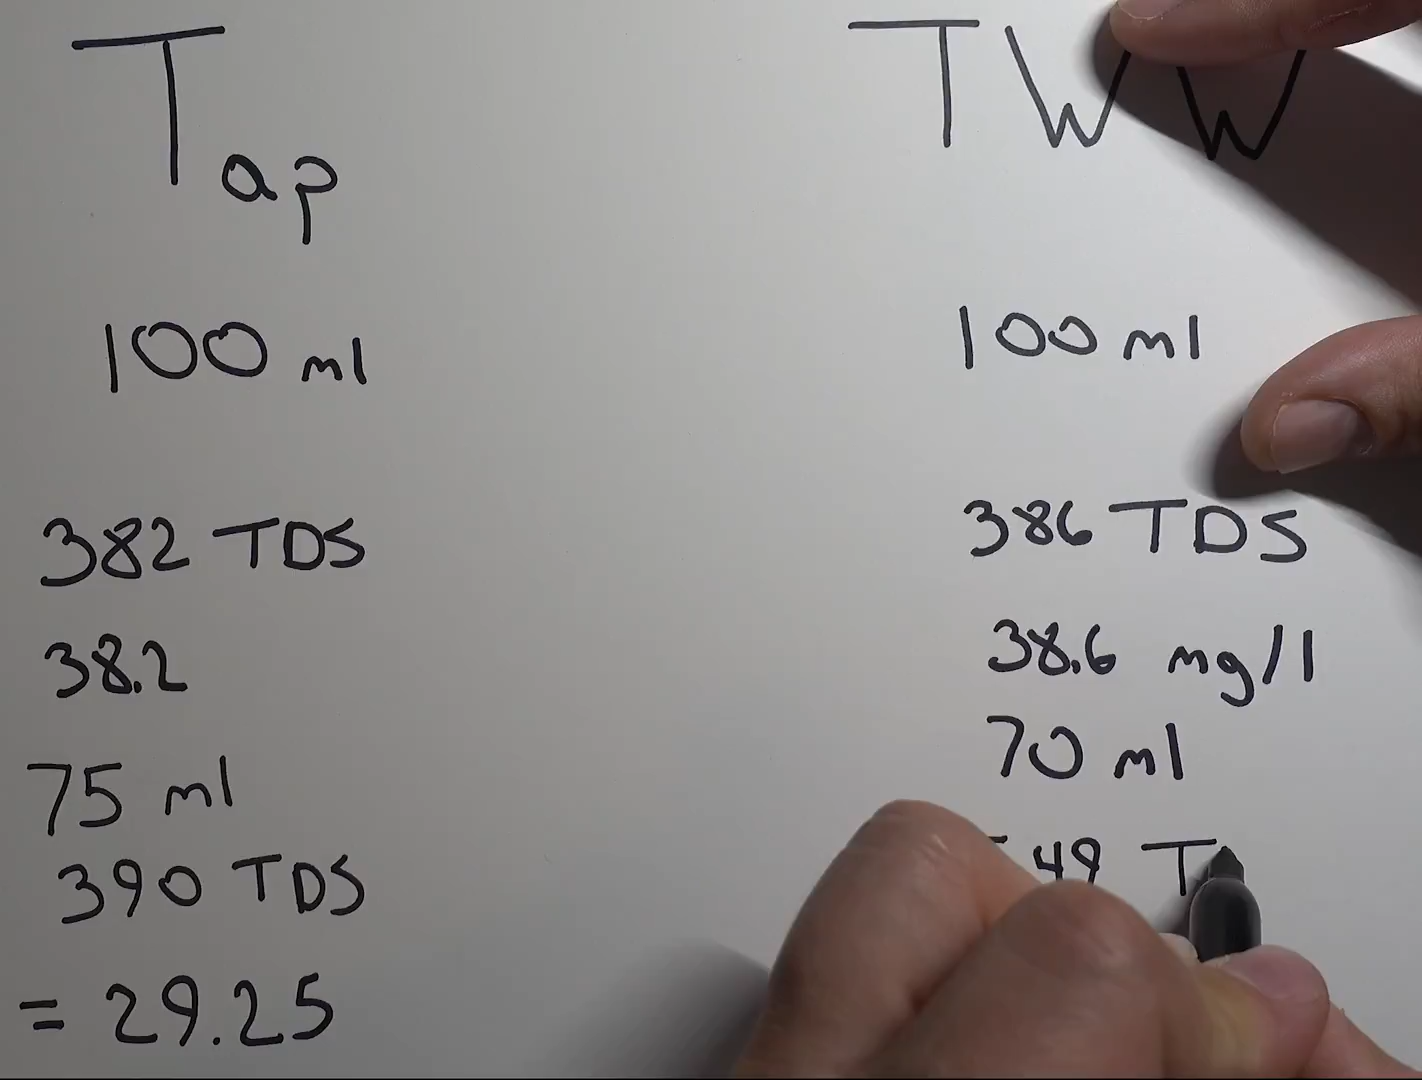 Tap
100 ml
382 TDS
38.2
75 ml
390 TDS
= 29.25
TWW
100 ml
386 TDS
38.6 mg/l
70 ml